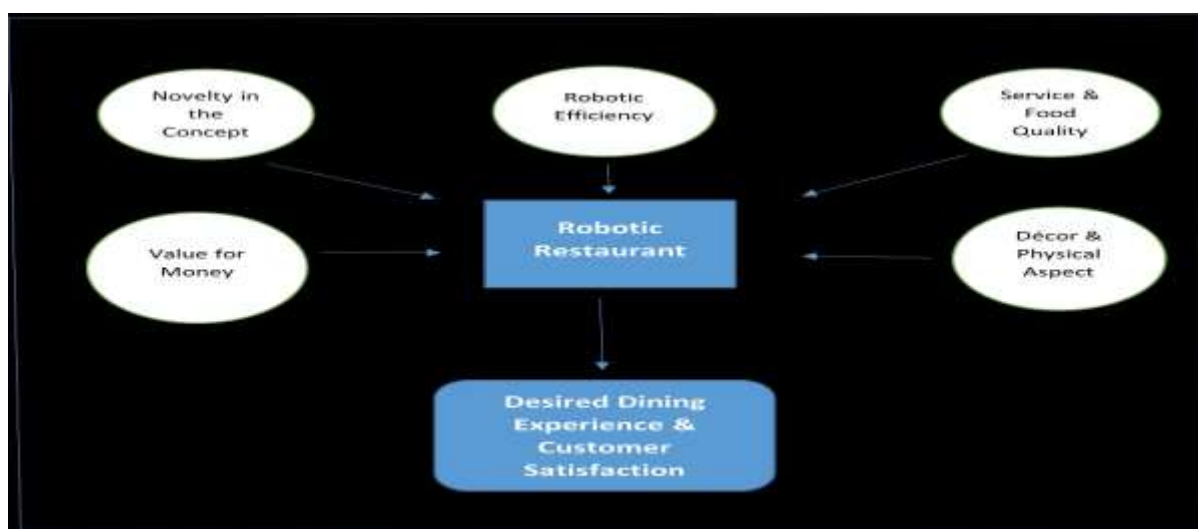 Novelty in
the
Concept
Robotic
Efficiency
Service &
Food
Quality
Value for
Money
Robotic
Restaurant
Décor &
Physical
Aspect
Desired Dining
Experience &
Customer
Satisfaction